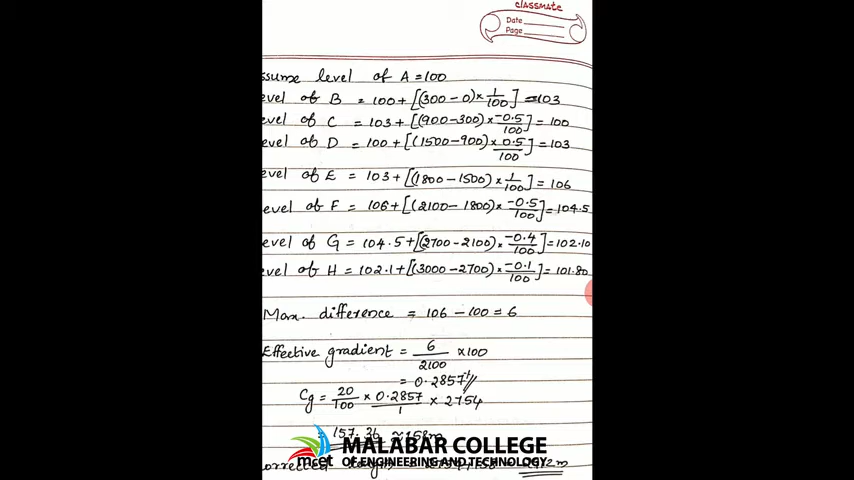 classmate
Date
Page
ssume level of A = 100
evel of B = 100 + [(300 - 0) × 1/100] = 103
evel of C = 103 + [(900 - 300) × -0.5/100] = 100
evel of D = 100 + [(1500 - 900) × 0.5/100] = 103
evel of E = 103 + [(1800 - 1500) × 1/100] = 106
evel of F = 106 + [(2100 - 1800) × -0.5/100] = 104.5
evel of G = 104.5 + [(2700 - 2100) × -0.4/100] = 102.10
evel of H = 102.1 + [(3000 - 2700) × -0.1/100] = 101.80
Max. difference = 106 - 100 = 6
Effective gradient = 6/2100 × 100
= 0.2857
Cg = 20/100 × 0.2857/1 × 2754
157.36 ≈ 158m
mcet MALABAR COLLEGE
OF ENGINEERING AND TECHNOLOGY
orrected